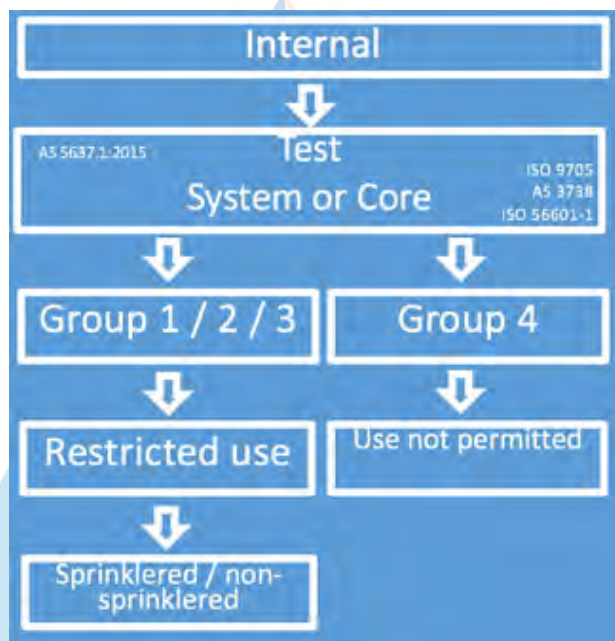 Internal
AS 5637.1:2015
Test
System or Core
ISO 9705
AS 3738
ISO 56601-1
Group 1 / 2 / 3
Group 4
Restricted use
Use not permitted
Sprinklered / non-
sprinklered